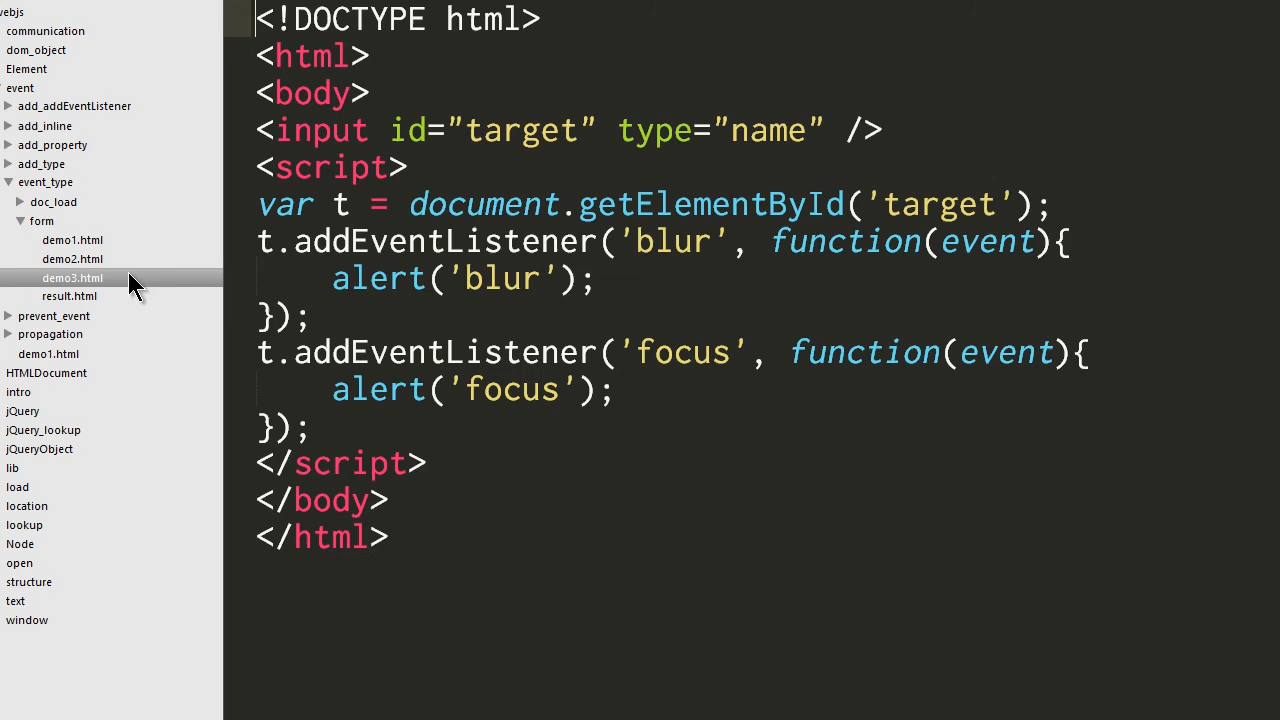 webjs
communication
dom_object
Element
event
add_addEventListener
add_inline
add_property
add_type
event_type
doc_load
form
demo1.html
demo2.html
demo3.html
result.html
prevent_event
propagation
demo1.html
HTMLDocument
intro
jQuery
jQuery_lookup
jQueryObject
lib
load
location
lookup
Node
open
structure
text
window
<!DOCTYPE html>
<html>
<body>
<input id="target" type="name" />
<script>
var t = document.getElementById('target');
t.addEventListener('blur', function(event){
    alert('blur');
});
t.addEventListener('focus', function(event){
    alert('focus');
});
</script>
</body>
</html>